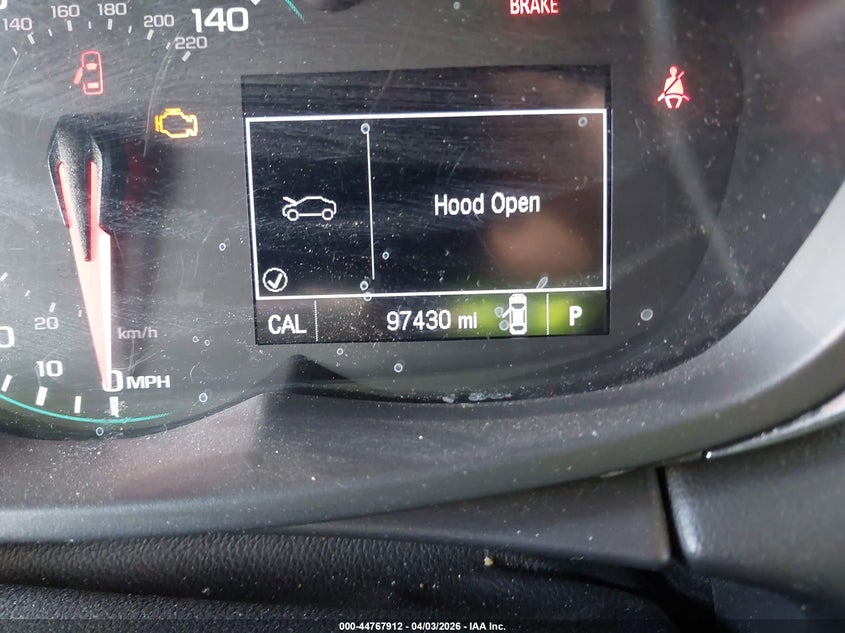 BRAKE
140 160 180 200 220
140
Hood Open
CAL 97430 mi P
20
km/h
10
0 MPH
000-44767912 - 04/03/2026 - IAA Inc.